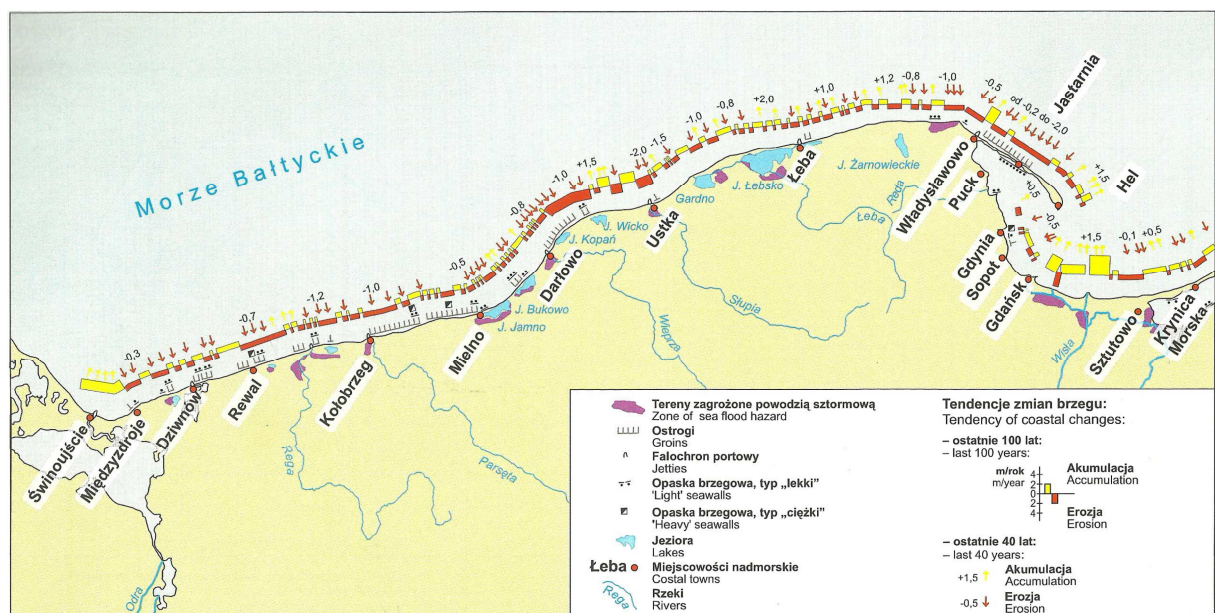 Morze Bałtyckie
-0,3
-0,7
-1,2
-1,0
-0,5
-0,8
-1,0
+1,5
-2,0
-1,5
-1,0
-0,8
+2,0
+1,0
+1,2
-0,8
-1,0
-0,5
od -0,2 do -2,0
+1,5
+0,5
-0,5
+1,5
-0,1
+0,5
Jastarnia
Hel
Władysławowo
Puck
Gdynia
Sopot
Gdańsk
Sztutowo
Krynica
Morska
Łeba
Ustka
Darłowo
Mielno
Kołobrzeg
Rewal
Dziwnów
Międzyzdroje
Świnoujście
J. Żarnowieckie
J. Łebsko
Gardno
J. Wicko
J. Kopań
J. Bukowo
J. Jamno
Reda
Łeba
Słupia
Wieprza
Parsęta
Rega
Odra
Wisła
Tereny zagrożone powodzią sztormową
Zone of sea flood hazard
Ostrogi
Groins
Falochron portowy
Jetties
Opaska brzegowa, typ „lekki”
'Light' seawalls
Opaska brzegowa, typ „ciężki”
'Heavy' seawalls
Jeziora
Lakes
Łeba
Miejscowości nadmorskie
Costal towns
Rega
Rzeki
Rivers
Tendencje zmian brzegu:
Tendency of coastal changes:
– ostatnie 100 lat:
– last 100 years:
m/rok
m/year
4
2
0
2
4
Akumulacja
Accumulation
Erozja
Erosion
– ostatnie 40 lat:
– last 40 years:
+1,5
Akumulacja
Accumulation
-0,5
Erozja
Erosion